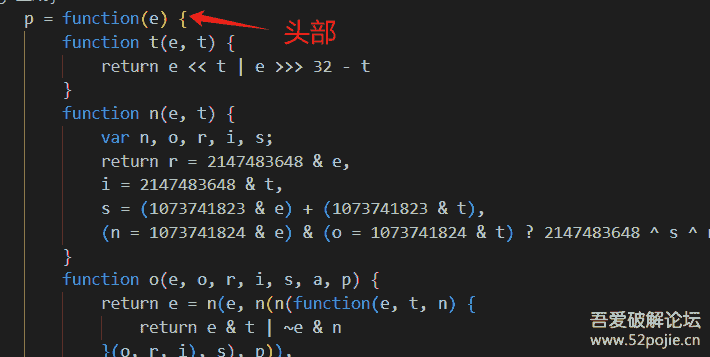 p = function(e) {
头部
function t(e, t) {
return e << t | e >>> 32 - t
}
function n(e, t) {
var n, o, r, i, s;
return r = 2147483648 & e,
i = 2147483648 & t,
s = (1073741823 & e) + (1073741823 & t),
(n = 1073741824 & e) & (o = 1073741824 & t) ? 2147483648 ^ s ^
}
function o(e, o, r, i, s, a, p) {
return e = n(e, n(n(function(e, t, n) {
return e & t | ~e & n
}(o, r, i), s), p)),
吾爱破解论坛
www.52pojie.cn